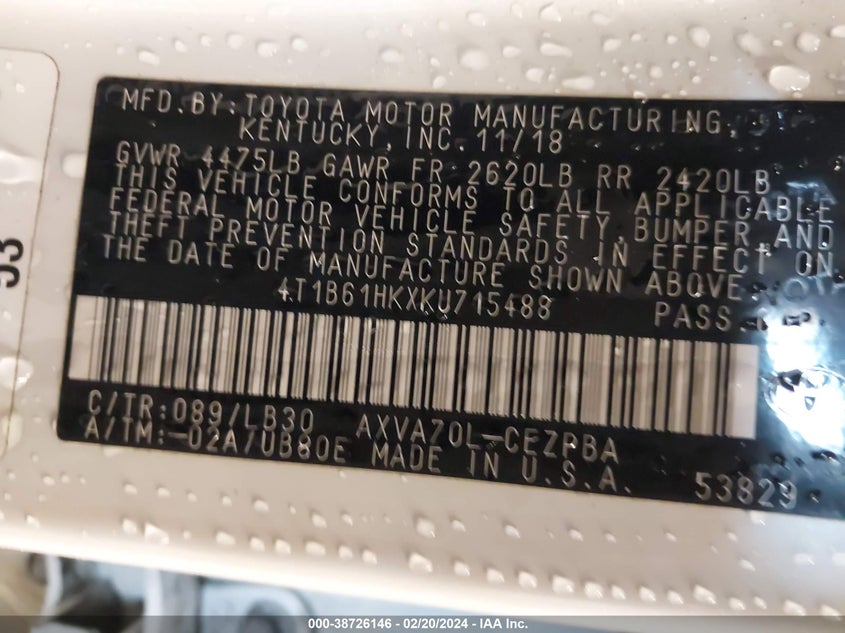 MFD. BY: TOYOTA MOTOR MANUFACTURING,
KENTUCKY, INC. 11/18
GVWR 4475LB GAWR FR 2620LB RR 2420LB
THIS VEHICLE CONFORMS TO ALL APPLICABLE
FEDERAL MOTOR VEHICLE SAFETY, BUMPER AND
THEFT PREVENTION STANDARDS IN EFFECT ON
THE DATE OF MANUFACTURE SHOWN ABOVE.
4T1B61HKXKU715488 PASS.
C/TR: 089/LB30 AXVA70L-CEZPBA
A/TM: -02A/UB80E MADE IN U.S.A. 53829
53
000-38726146 - 02/20/2024 - IAA Inc.